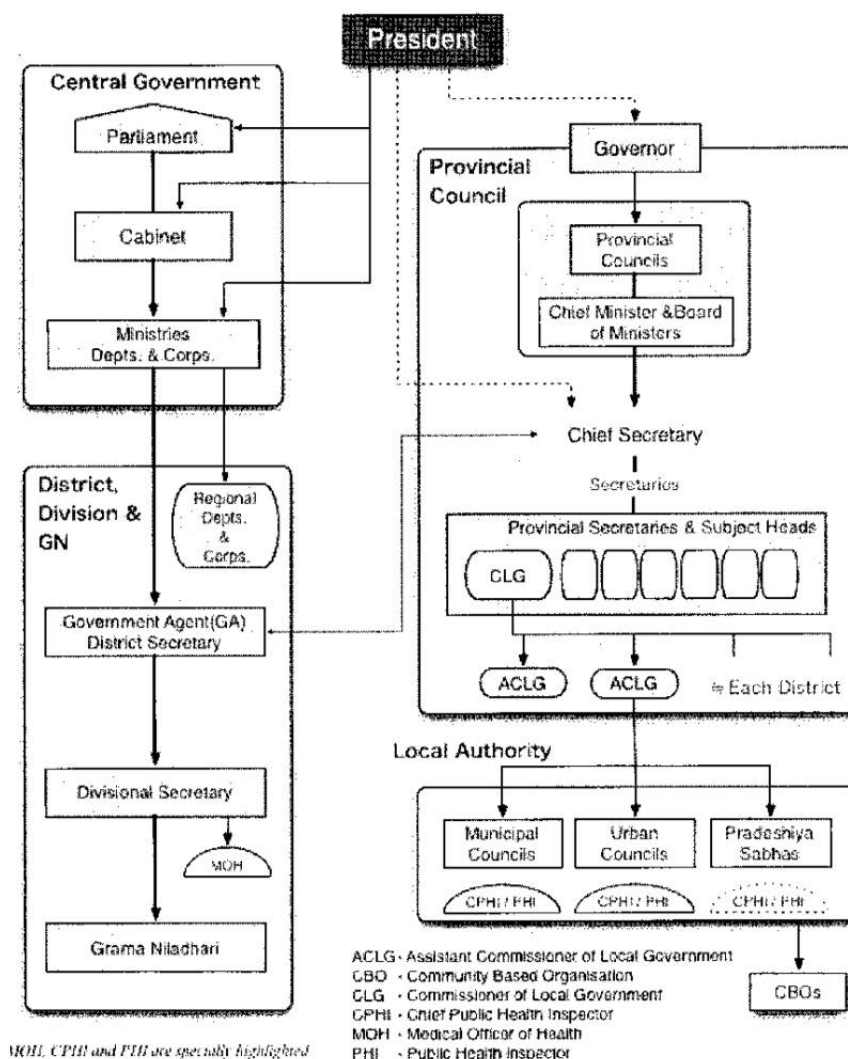 President
Central Government
Parliament
Cabinet
Ministries
Depts. & Corps.
District,
Division &
GN
Regional
Depts.
&
Corps.
Government Agent(GA)
District Secretary
Divisional Secretary
MOH
Grama Niladhari
MOH, CPHI and PHI are specially highlighted
Governor
Provincial
Council
Provincial
Councils
Chief Minister &Board
of Ministers
Chief Secretary
Secretaries
Provincial Secretaries & Subject Heads
CLG
ACLG
ACLG
≒ Each District
Local Authority
Municipal
Councils
Urban
Councils
Pradeshiya
Sabhas
CPHI / PHI
CPHI / PHI
CPHI / PHI
CBOs
ACLG - Assistant Commissioner of Local Government
CBO - Community Based Organisation
CLG - Commissioner of Local Government
CPHI - Chief Public Health Inspector
MOH - Medical Officer of Health
PHI - Public Health Inspector